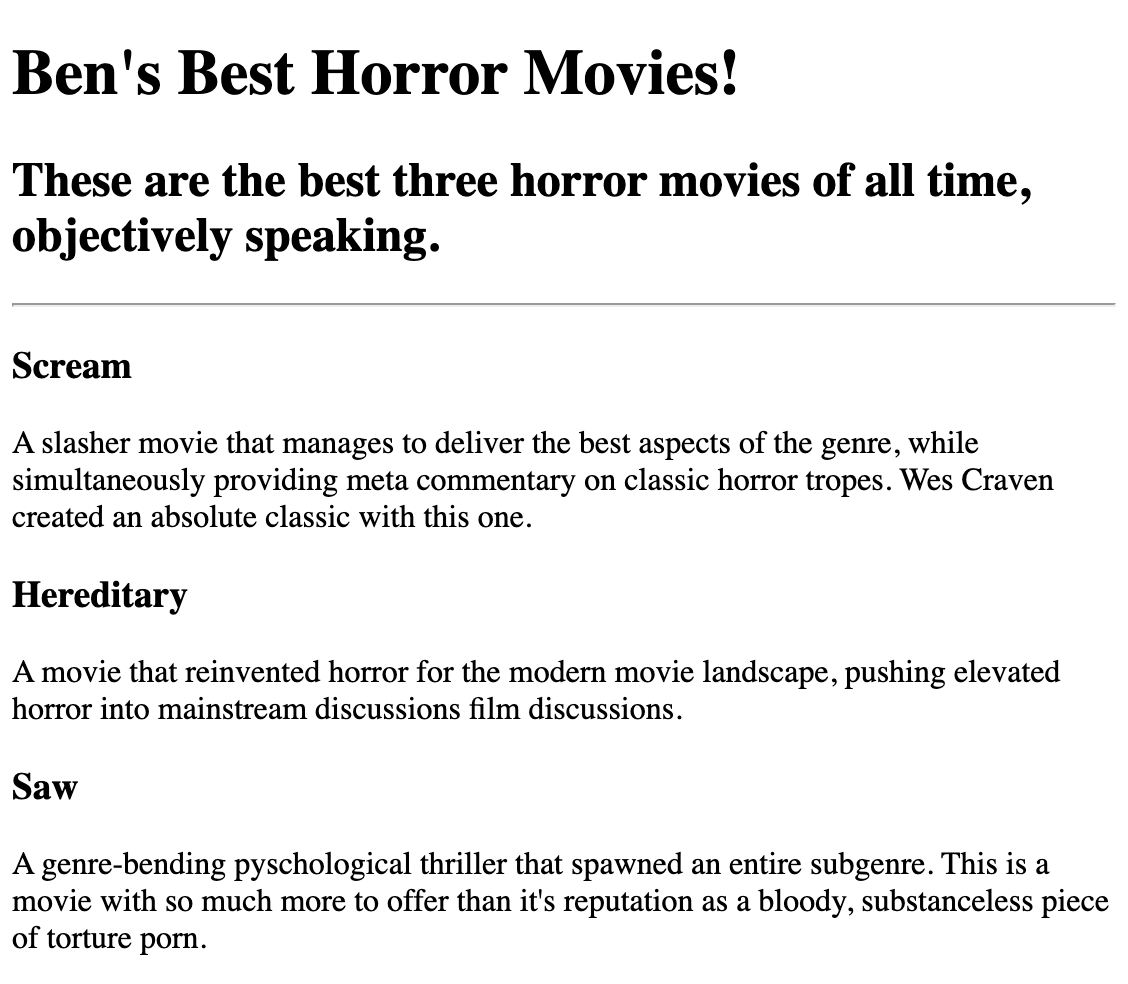 Ben's Best Horror Movies!
These are the best three horror movies of all time,
objectively speaking.
Scream
A slasher movie that manages to deliver the best aspects of the genre, while
simultaneously providing meta commentary on classic horror tropes. Wes Craven
created an absolute classic with this one.
Hereditary
A movie that reinvented horror for the modern movie landscape, pushing elevated
horror into mainstream discussions film discussions.
Saw
A genre-bending pyschological thriller that spawned an entire subgenre. This is a
movie with so much more to offer than it's reputation as a bloody, substanceless piece
of torture porn.